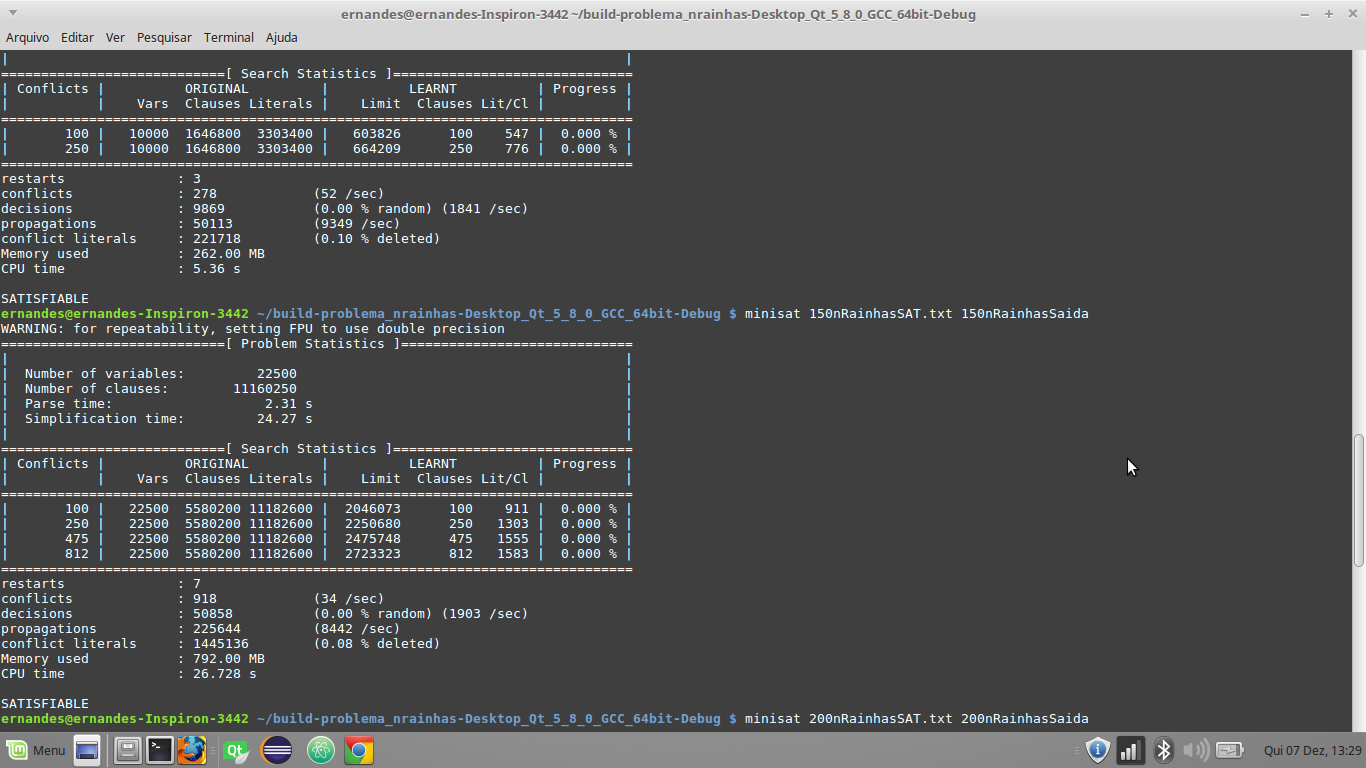 ernandes@ernandes-Inspiron-3442 ~/build-problema_nrainhas-Desktop_Qt_5_8_0_GCC_64bit-Debug
Arquivo Editar Ver Pesquisar Terminal Ajuda
| |
============================[ Search Statistics ]==============================
| Conflicts | ORIGINAL | LEARNT | Progress |
| | Vars Clauses Literals | Limit Clauses Lit/Cl | |
===============================================================================
| 100 | 10000 1646800 3303400 | 603826 100 547 | 0.000 % |
| 250 | 10000 1646800 3303400 | 664209 250 776 | 0.000 % |
===============================================================================
restarts : 3
conflicts : 278 (52 /sec)
decisions : 9869 (0.00 % random) (1841 /sec)
propagations : 50113 (9349 /sec)
conflict literals : 221718 (0.10 % deleted)
Memory used : 262.00 MB
CPU time : 5.36 s
SATISFIABLE
ernandes@ernandes-Inspiron-3442 ~/build-problema_nrainhas-Desktop_Qt_5_8_0_GCC_64bit-Debug $ minisat 150nRainhasSAT.txt 150nRainhasSaida
WARNING: for repeatability, setting FPU to use double precision
============================[ Problem Statistics ]=============================
| |
| Number of variables: 22500 |
| Number of clauses: 11160250 |
| Parse time: 2.31 s |
| Simplification time: 24.27 s |
| |
============================[ Search Statistics ]==============================
| Conflicts | ORIGINAL | LEARNT | Progress |
| | Vars Clauses Literals | Limit Clauses Lit/Cl | |
===============================================================================
| 100 | 22500 5580200 11182600 | 2046073 100 911 | 0.000 % |
| 250 | 22500 5580200 11182600 | 2250680 250 1303 | 0.000 % |
| 475 | 22500 5580200 11182600 | 2475748 475 1555 | 0.000 % |
| 812 | 22500 5580200 11182600 | 2723323 812 1583 | 0.000 % |
===============================================================================
restarts : 7
conflicts : 918 (34 /sec)
decisions : 50858 (0.00 % random) (1903 /sec)
propagations : 225644 (8442 /sec)
conflict literals : 1445136 (0.08 % deleted)
Memory used : 792.00 MB
CPU time : 26.728 s
SATISFIABLE
ernandes@ernandes-Inspiron-3442 ~/build-problema_nrainhas-Desktop_Qt_5_8_0_GCC_64bit-Debug $ minisat 200nRainhasSAT.txt 200nRainhasSaida
Menu Qt Qui 07 Dez, 13:29